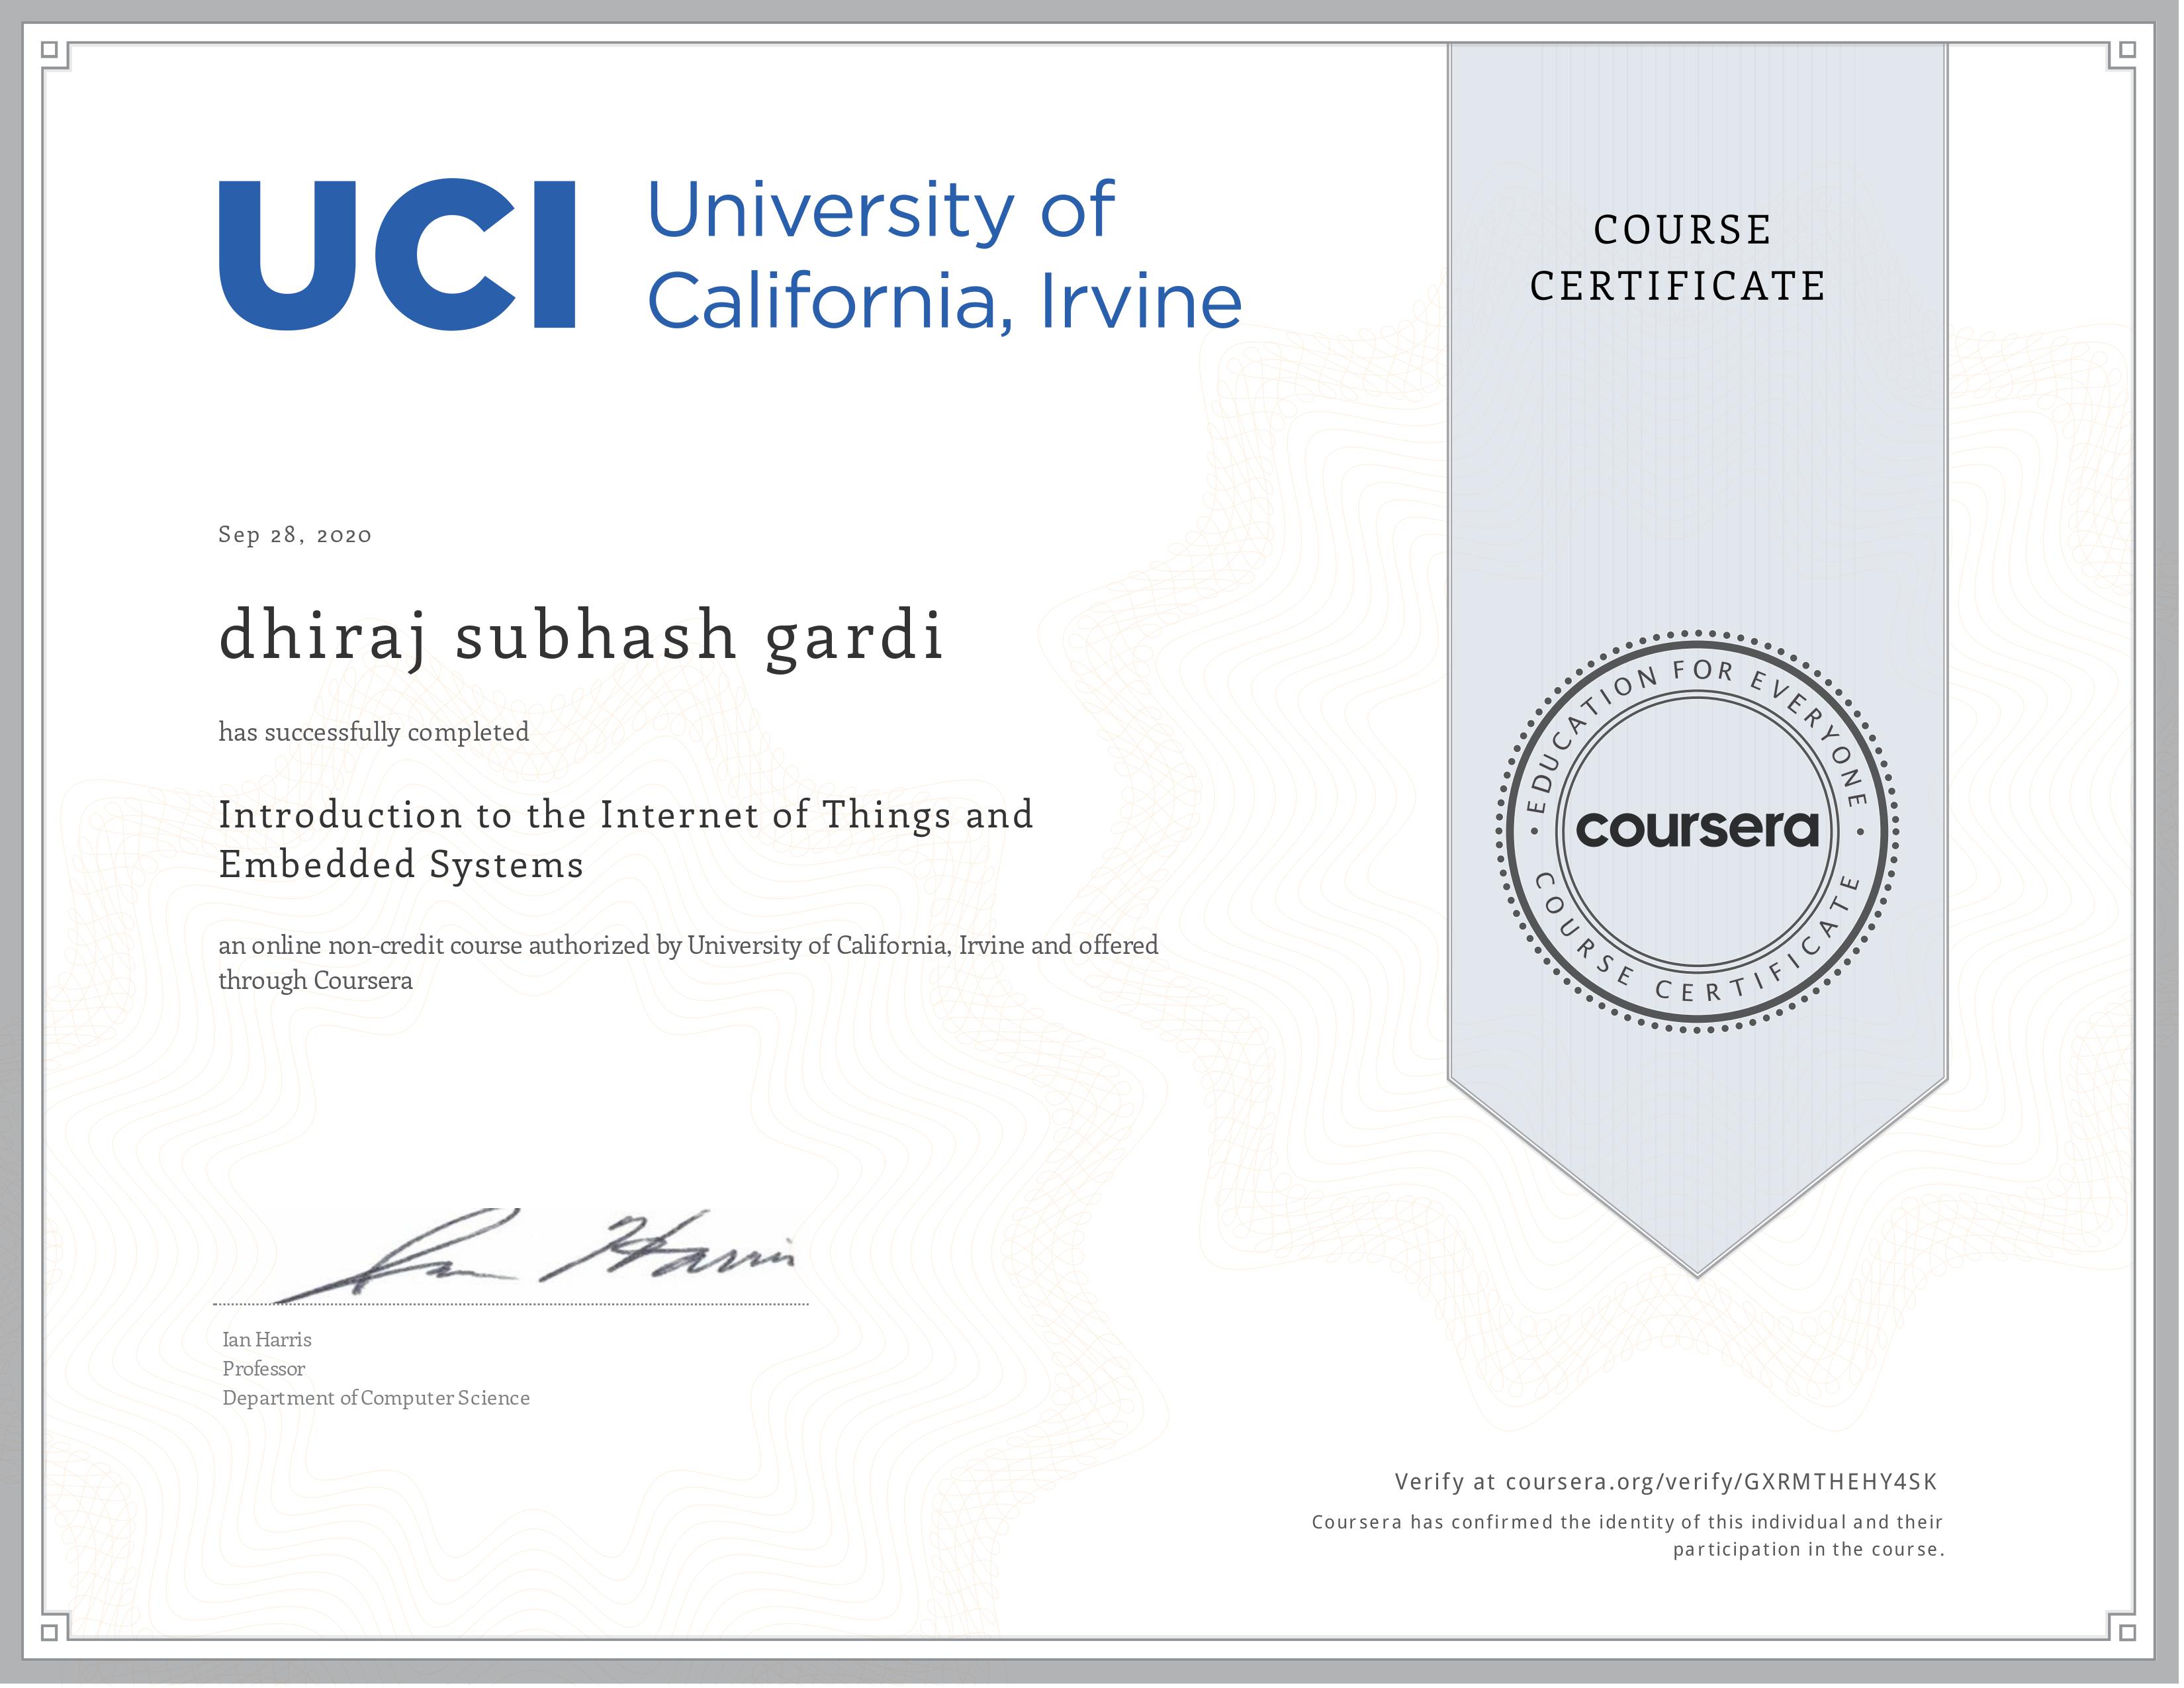 UCI University of
California, Irvine
COURSE
CERTIFICATE
Sep 28, 2020
dhiraj subhash gardi
has successfully completed
Introduction to the Internet of Things and
Embedded Systems
an online non-credit course authorized by University of California, Irvine and offered
through Coursera
EDUCATION FOR EVERYONE
coursera
COURSE CERTIFICATE
Ian Harris
Ian Harris
Professor
Department of Computer Science
Verify at coursera.org/verify/GXRMTHEHY4SK
Coursera has confirmed the identity of this individual and their
participation in the course.